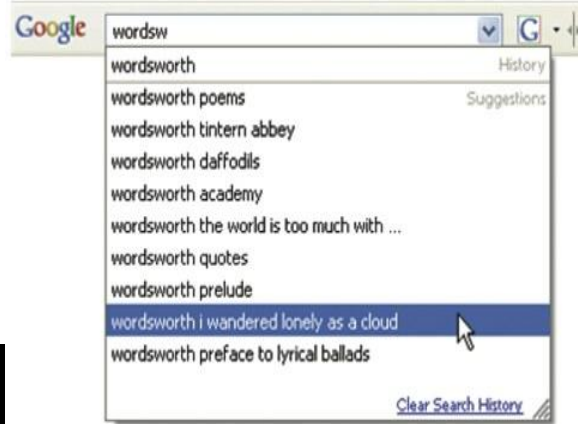 Google wordsw G
wordsworth History
wordsworth poems Suggestions
wordsworth tintern abbey
wordsworth daffodils
wordsworth academy
wordsworth the world is too much with ...
wordsworth quotes
wordsworth prelude
wordsworth i wandered lonely as a cloud
wordsworth preface to lyrical ballads
Clear Search History